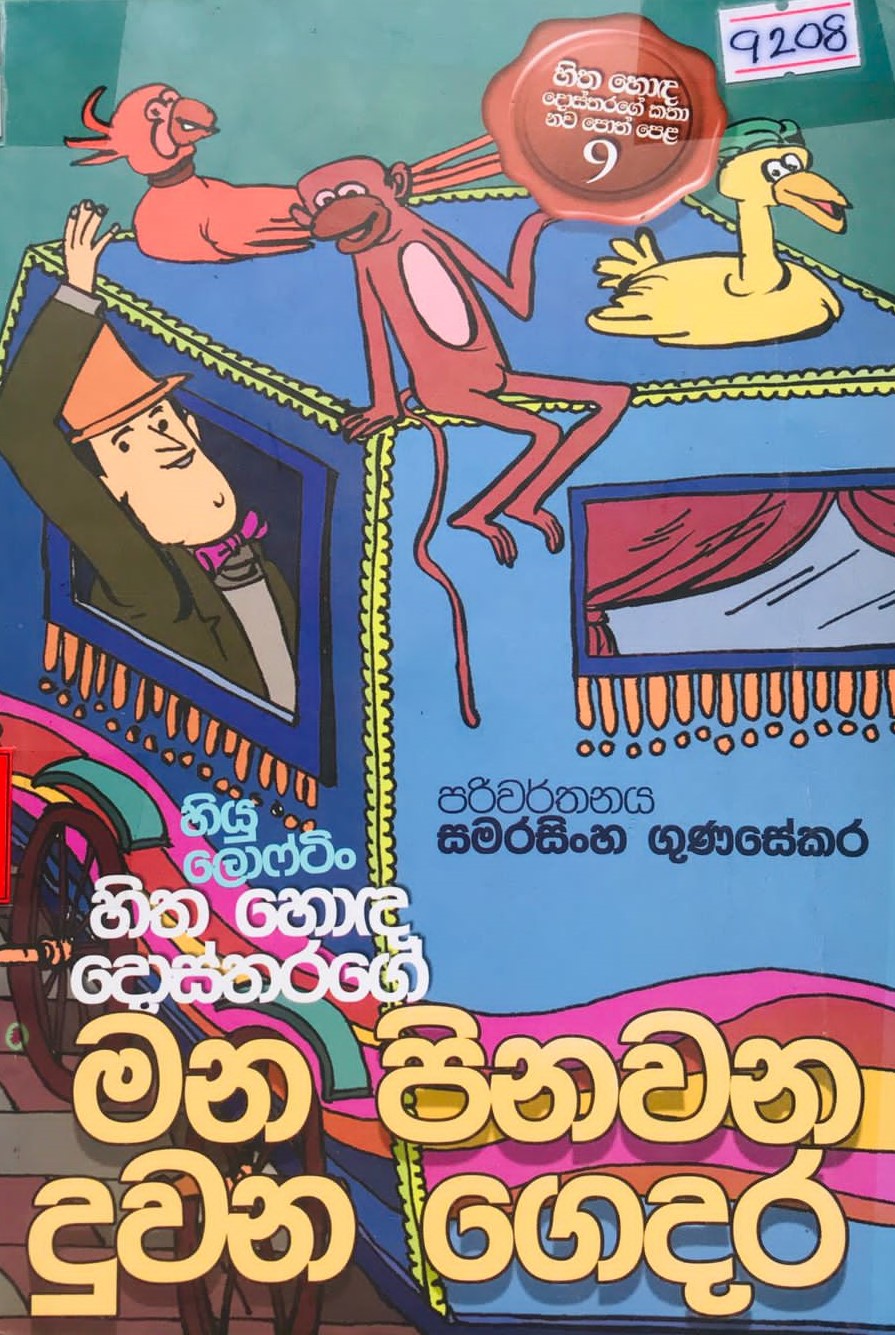 9208
හිත හොඳ
දොස්තරගේ කතා
නව පොත් පෙළ
9
පරිවර්තනය
සමරසිංහ ගුණසේකර
හියු
ලොෆ්ටිං
හිත හොඳ
දොස්තරගේ
මන පිනවන
දුවන ගෙදර